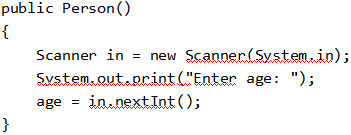 public Person()
{
Scanner in = new Scanner(System.in);
System.out.print("Enter age: ");
age = in.nextInt();
}